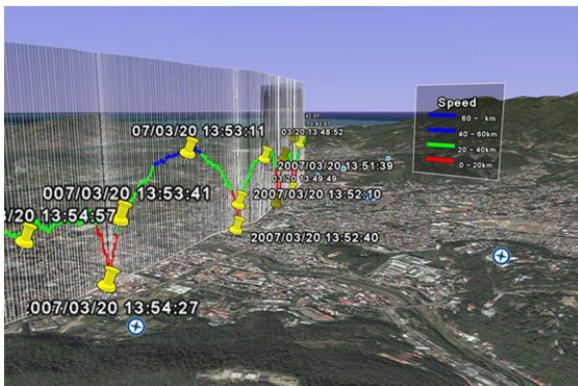 Speed
60 ~ km
40 ~ 60km
20 ~ 40km
0 ~ 20km
03/20 13:48:52
07/03/20 13:53:11
2007/03/20 13:51:39
03/20 13:49:49
007/03/20 13:53:41
2007/03/20 13:52:10
3/20 13:54:57
2007/03/20 13:52:40
007/03/20 13:54:27